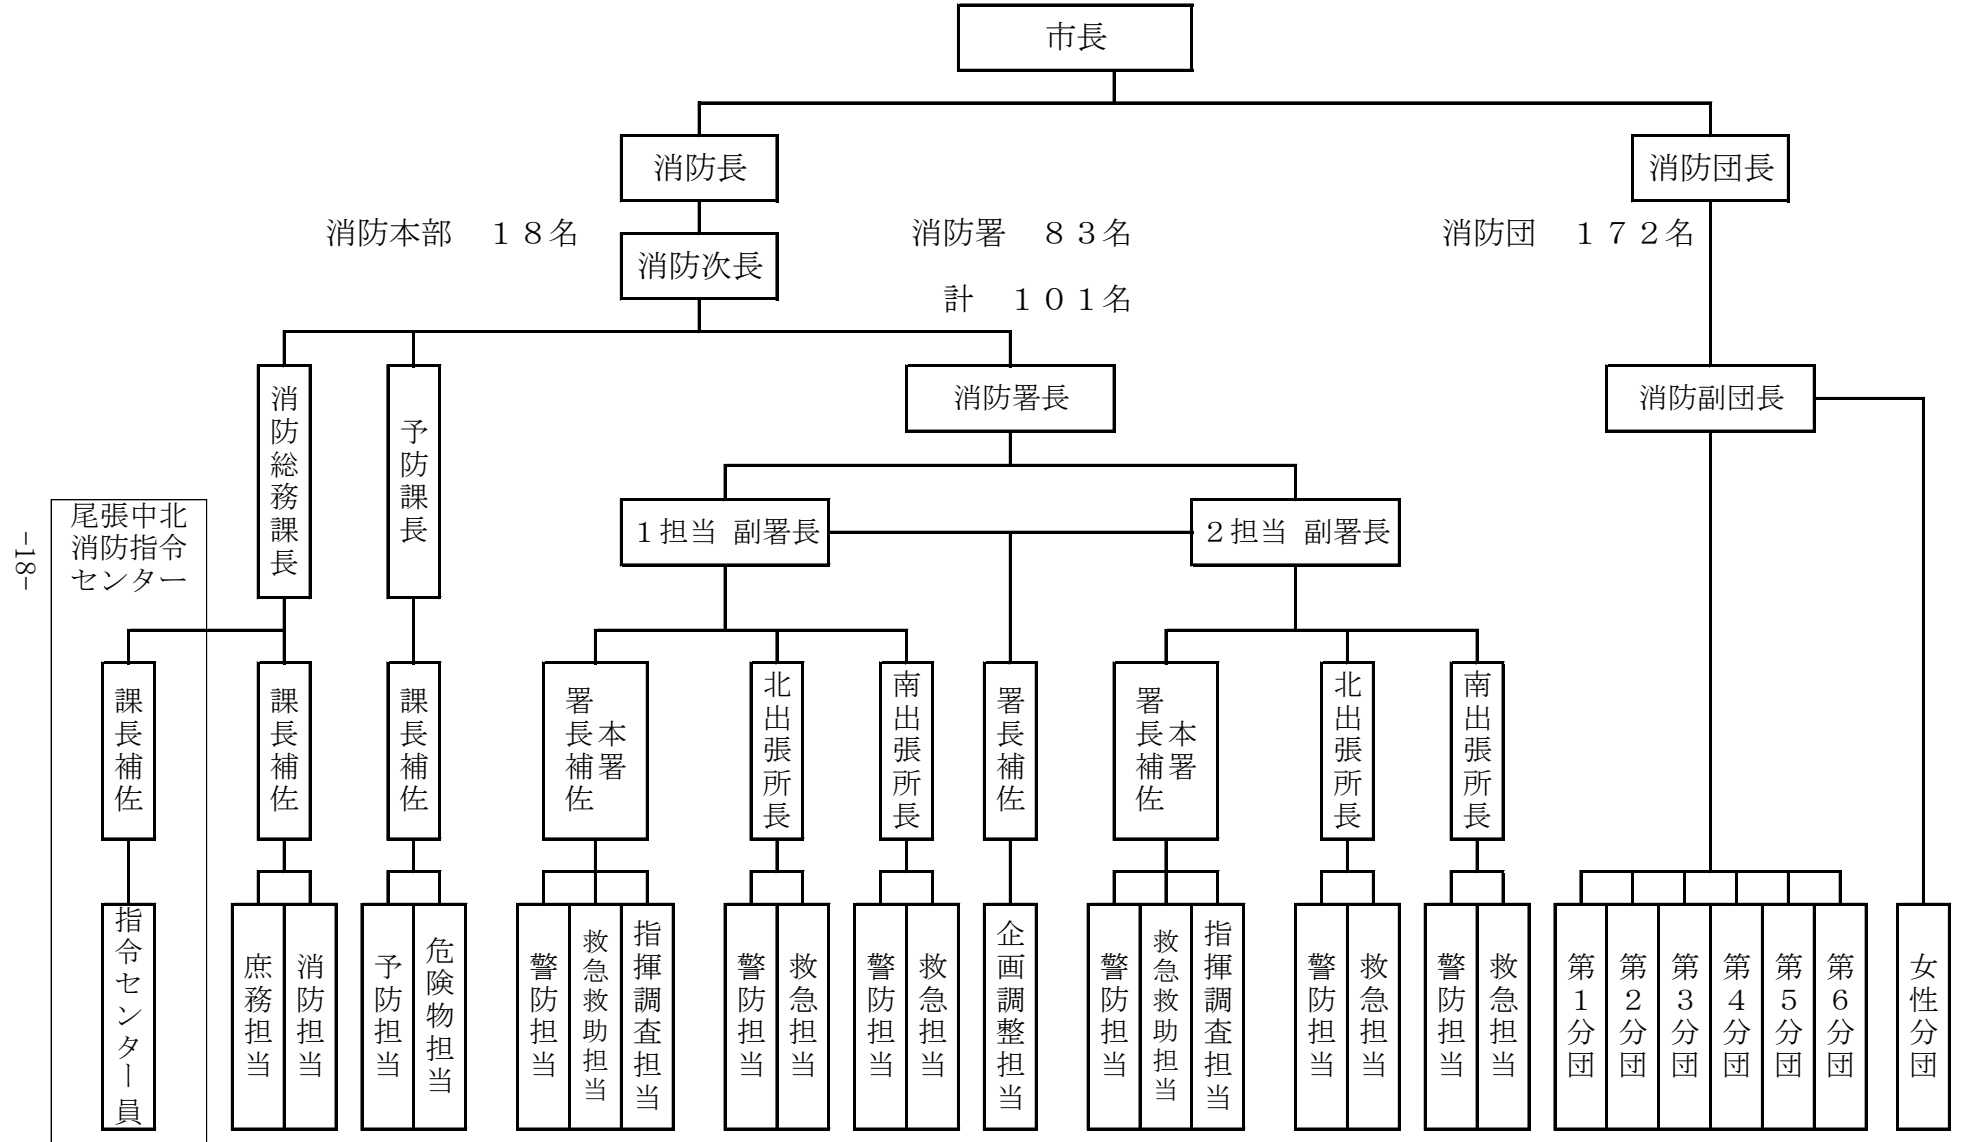 市長
消防長
消防団長
消防本部　１８名
消防署　８３名
消防団　１７２名
消防次長
計　１０１名
消防総務課長
予防課長
消防署長
消防副団長
尾張中北
消防指令
センター
１担当 副署長
２担当 副署長
-18-
課長補佐
課長補佐
課長補佐
本署
署長補佐
北出張所長
南出張所長
署長補佐
本署
署長補佐
北出張所長
南出張所長
指令センター員
庶務担当
消防担当
予防担当
危険物担当
警防担当
救急救助担当
指揮調査担当
警防担当
救急担当
警防担当
救急担当
企画調整担当
警防担当
救急救助担当
指揮調査担当
警防担当
救急担当
警防担当
救急担当
第１分団
第２分団
第３分団
第４分団
第５分団
第６分団
女性分団